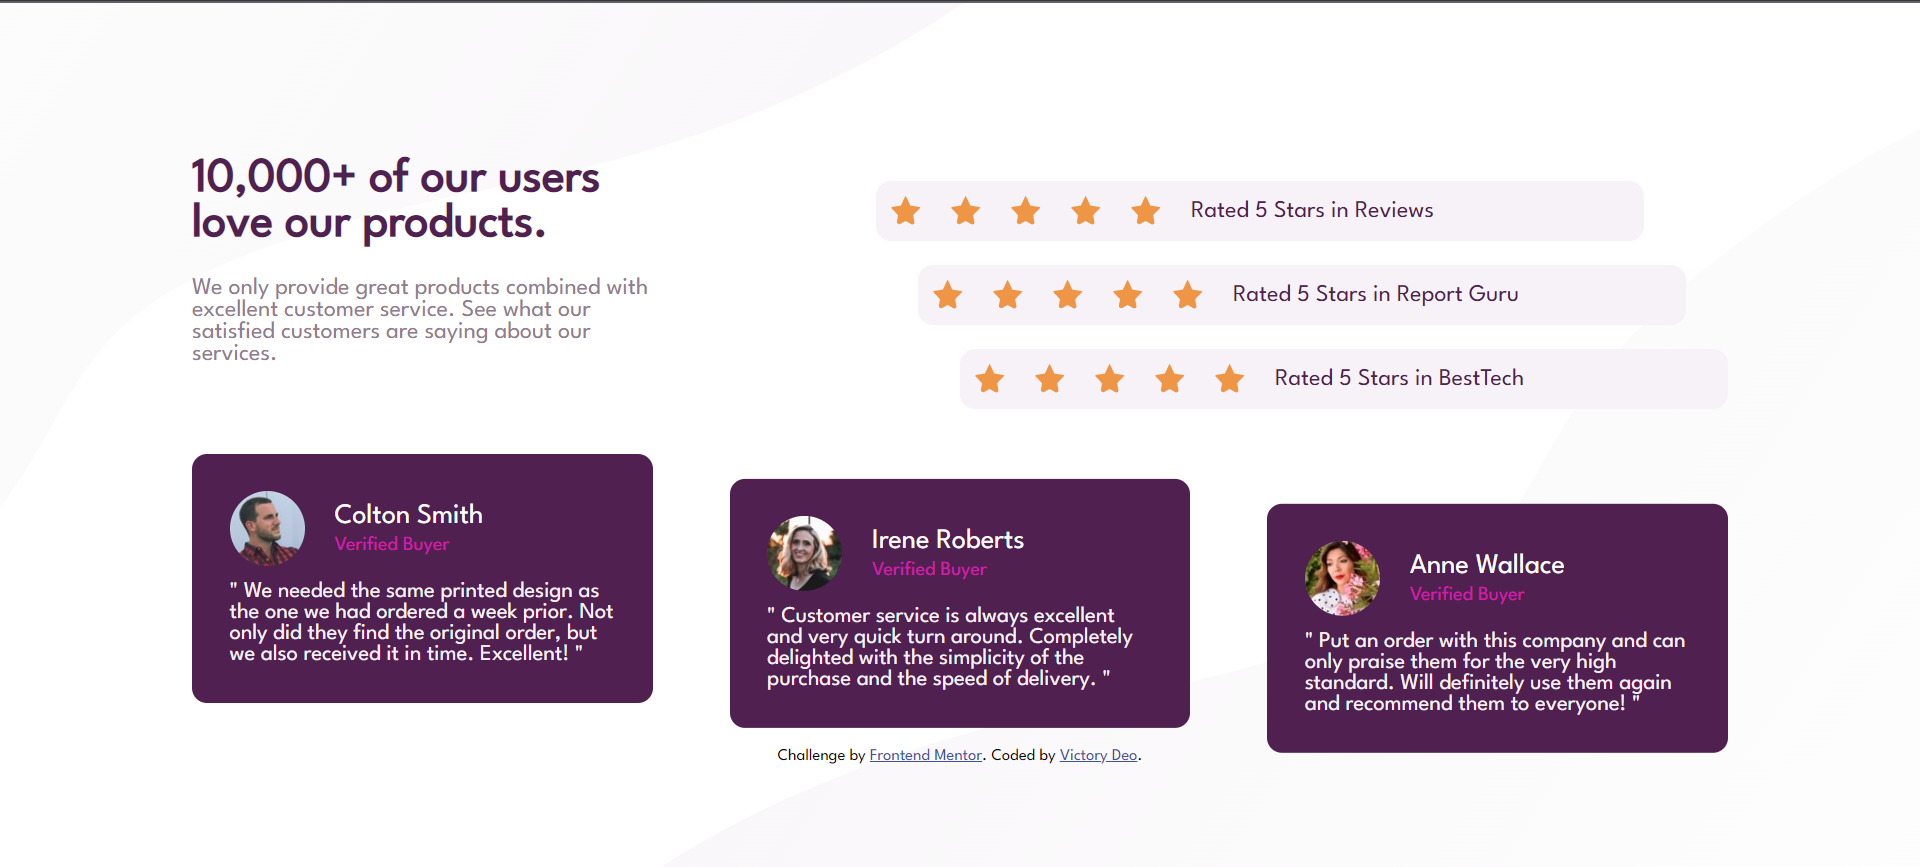 10,000+ of our users
love our products.
We only provide great products combined with
excellent customer service. See what our
satisfied customers are saying about our
services.
Rated 5 Stars in Reviews
Rated 5 Stars in Report Guru
Rated 5 Stars in BestTech
Colton Smith
Verified Buyer
" We needed the same printed design as
the one we had ordered a week prior. Not
only did they find the original order, but
we also received it in time. Excellent! "
Irene Roberts
Verified Buyer
" Customer service is always excellent
and very quick turn around. Completely
delighted with the simplicity of the
purchase and the speed of delivery. "
Anne Wallace
Verified Buyer
" Put an order with this company and can
only praise them for the very high
standard. Will definitely use them again
and recommend them to everyone! "
Challenge by Frontend Mentor. Coded by Victory Deo.